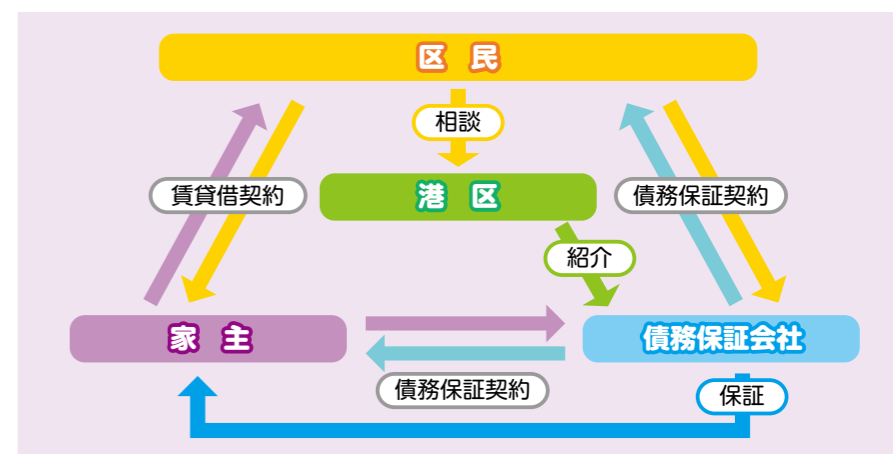 区民
相談
賃貸借契約
港区
債務保証契約
紹介
家主
債務保証会社
債務保証契約
保証